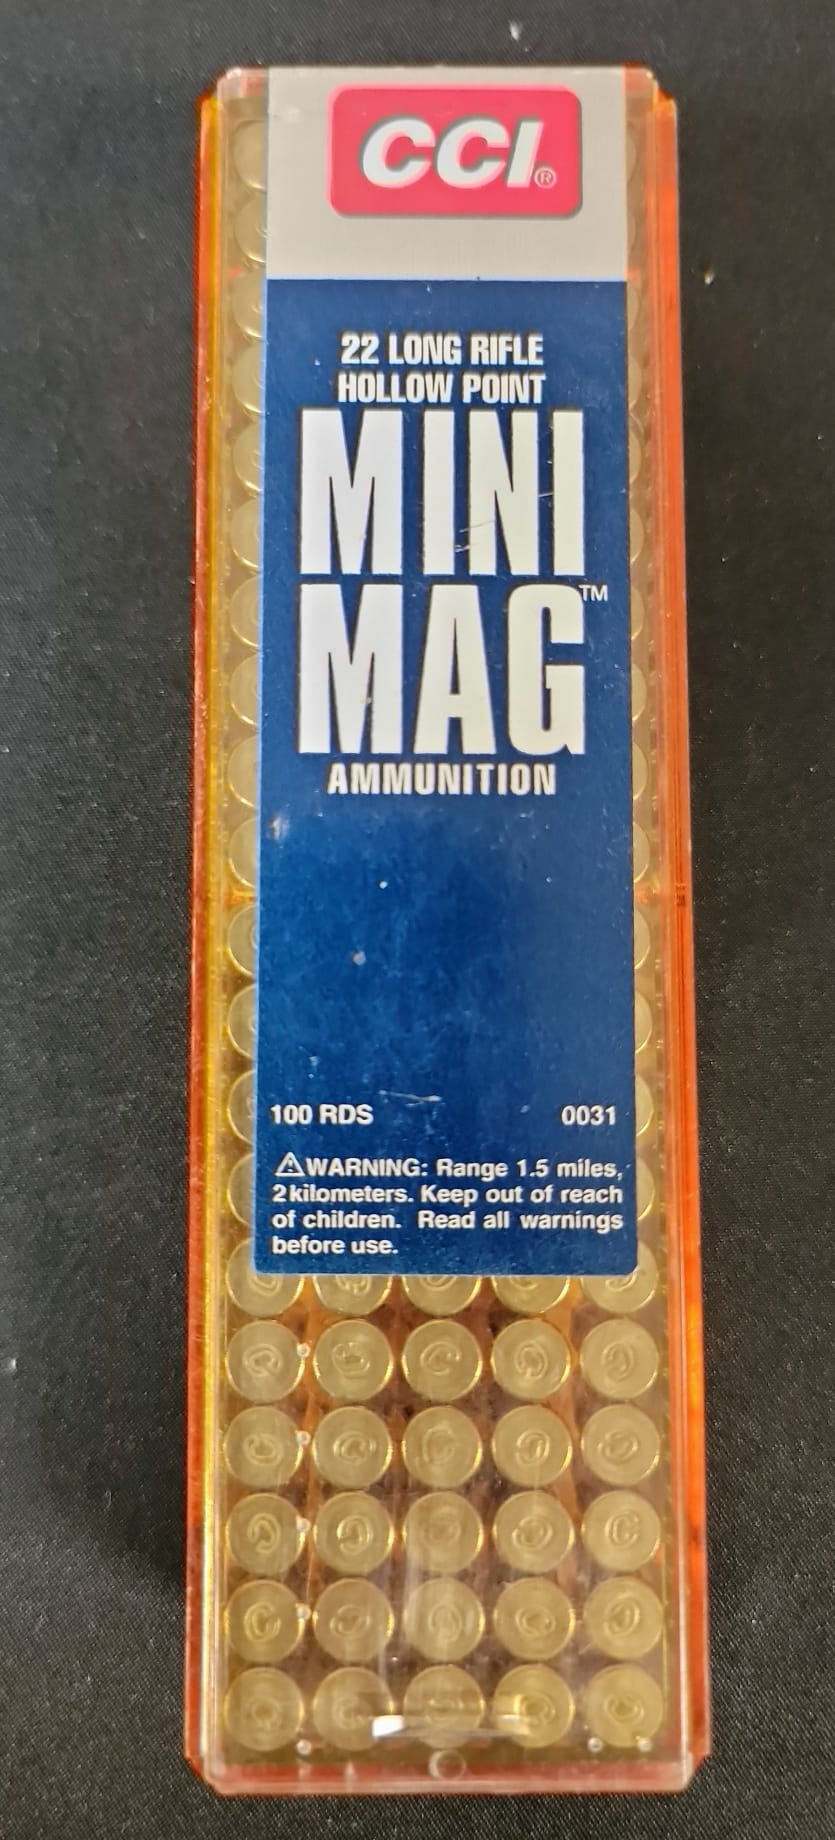 CCI®
22 LONG RIFLE
HOLLOW POINT
MINI
MAG™
AMMUNITION
100 RDS 0031
⚠WARNING: Range 1.5 miles,
2 kilometers. Keep out of reach
of children. Read all warnings
before use.